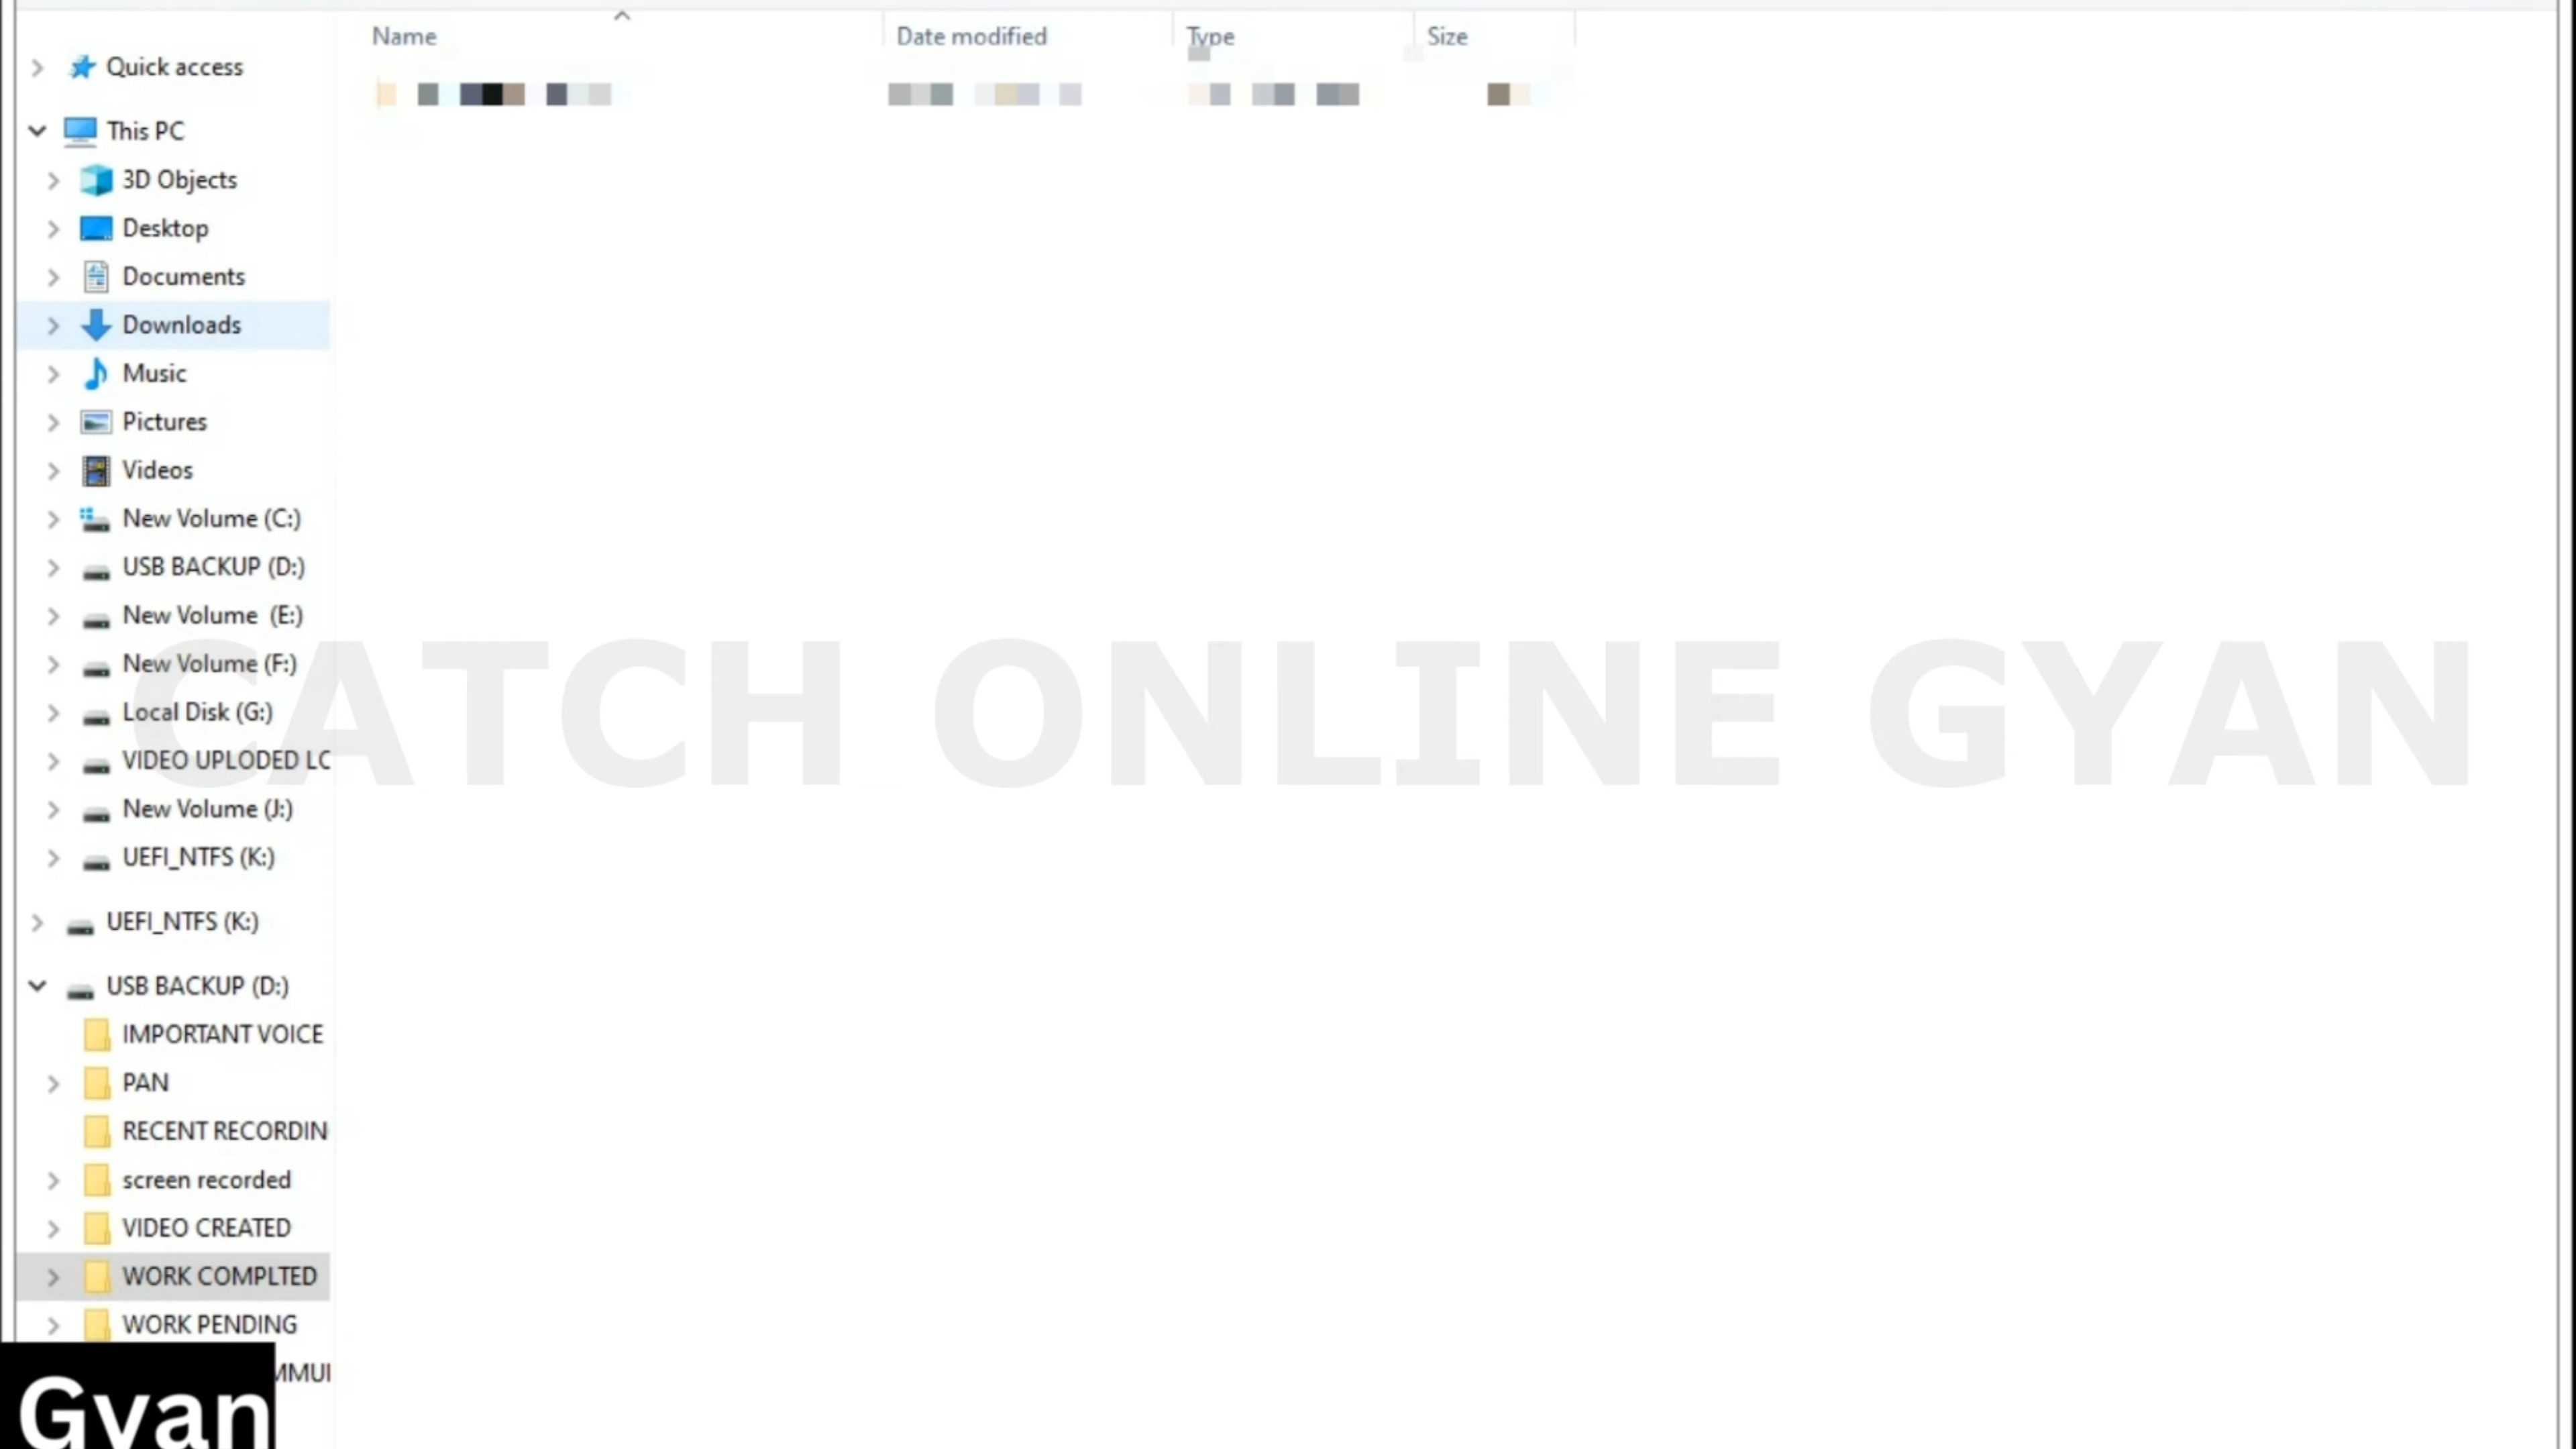 Name Date modified Type Size
Quick access
This PC
3D Objects
Desktop
Documents
Downloads
Music
Pictures
Videos
New Volume (C:)
USB BACKUP (D:)
New Volume (E:)
New Volume (F:)
CATCH ONLINE GYAN
Local Disk (G:)
VIDEO UPLODED LC
New Volume (J:)
UEFI_NTFS (K:)
UEFI_NTFS (K:)
USB BACKUP (D:)
IMPORTANT VOICE
PAN
RECENT RECORDIN
screen recorded
VIDEO CREATED
WORK COMPLTED
WORK PENDING
Gyan